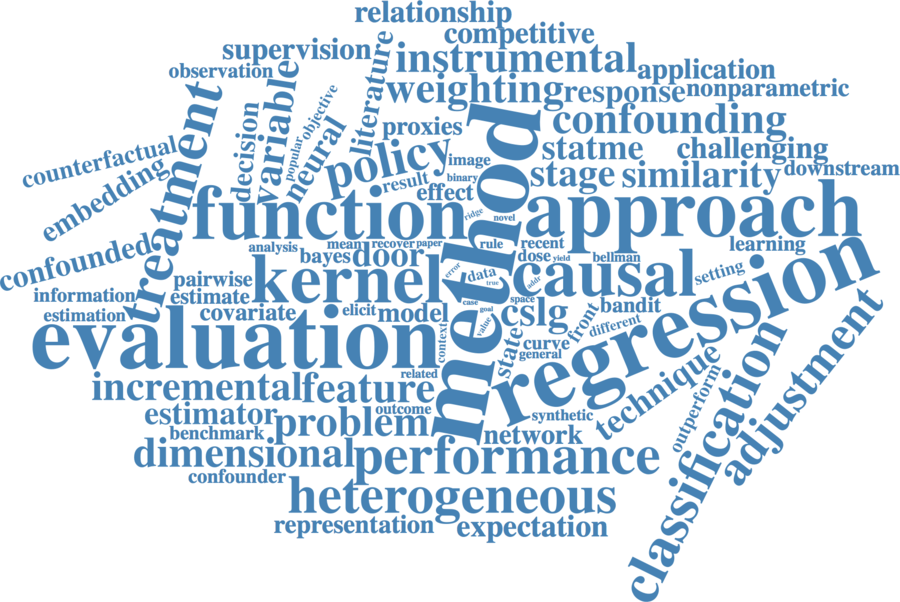 relationship
competitive
supervision
instrumental
observation
application
literature
variable
weighting
response
nonparametric
treatment
objective
popular
neural
decision
proxies
confounding
method
counterfactual
policy
image
statme
challenging
embedding
result
binary
effect
stage
similarity
downstream
function
ridge
novel
approach
confounded
analysis
mean
recover
paper
rule
recent
learning
bayes
door
dose
yield
bellman
information
pairwise
kernel
error
data
true
causal
addr
setting
regression
estimate
estimation
covariate
elicit
model
case
goal
space
cslg
front
bandit
evaluation
context
value
state
curve
general
different
related
incremental
feature
technique
outperform
classification
adjustment
estimator
problem
outcome
synthetic
benchmark
network
dimensional
performance
confounder
heterogeneous
representation
expectation